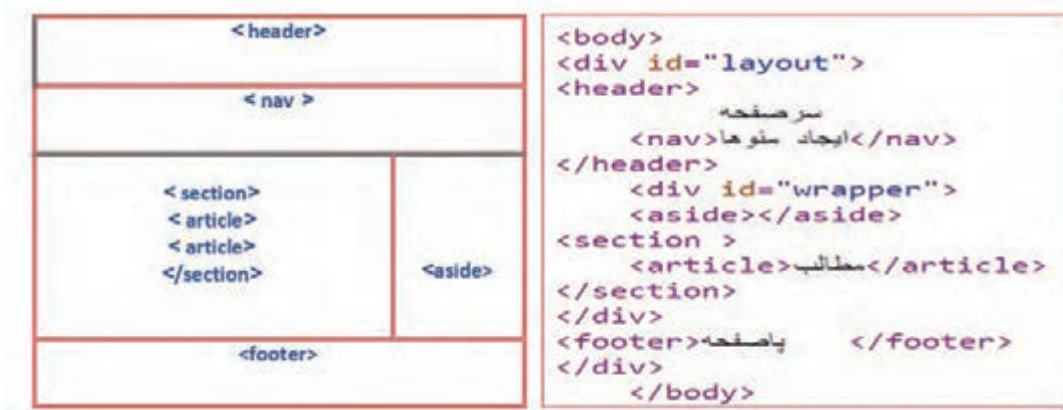 <header>
< nav >
< section>
< article>
< article>
</section>
<aside>
<footer>
<body>
<div id="layout">
<header>
سرصفحه
<nav>ایجاد منوها</nav>
</header>
<div id="wrapper">
<aside></aside>
<section >
<article>مطالب</article>
</section>
</div>
<footer>پاصفحه </footer>
</div>
</body>